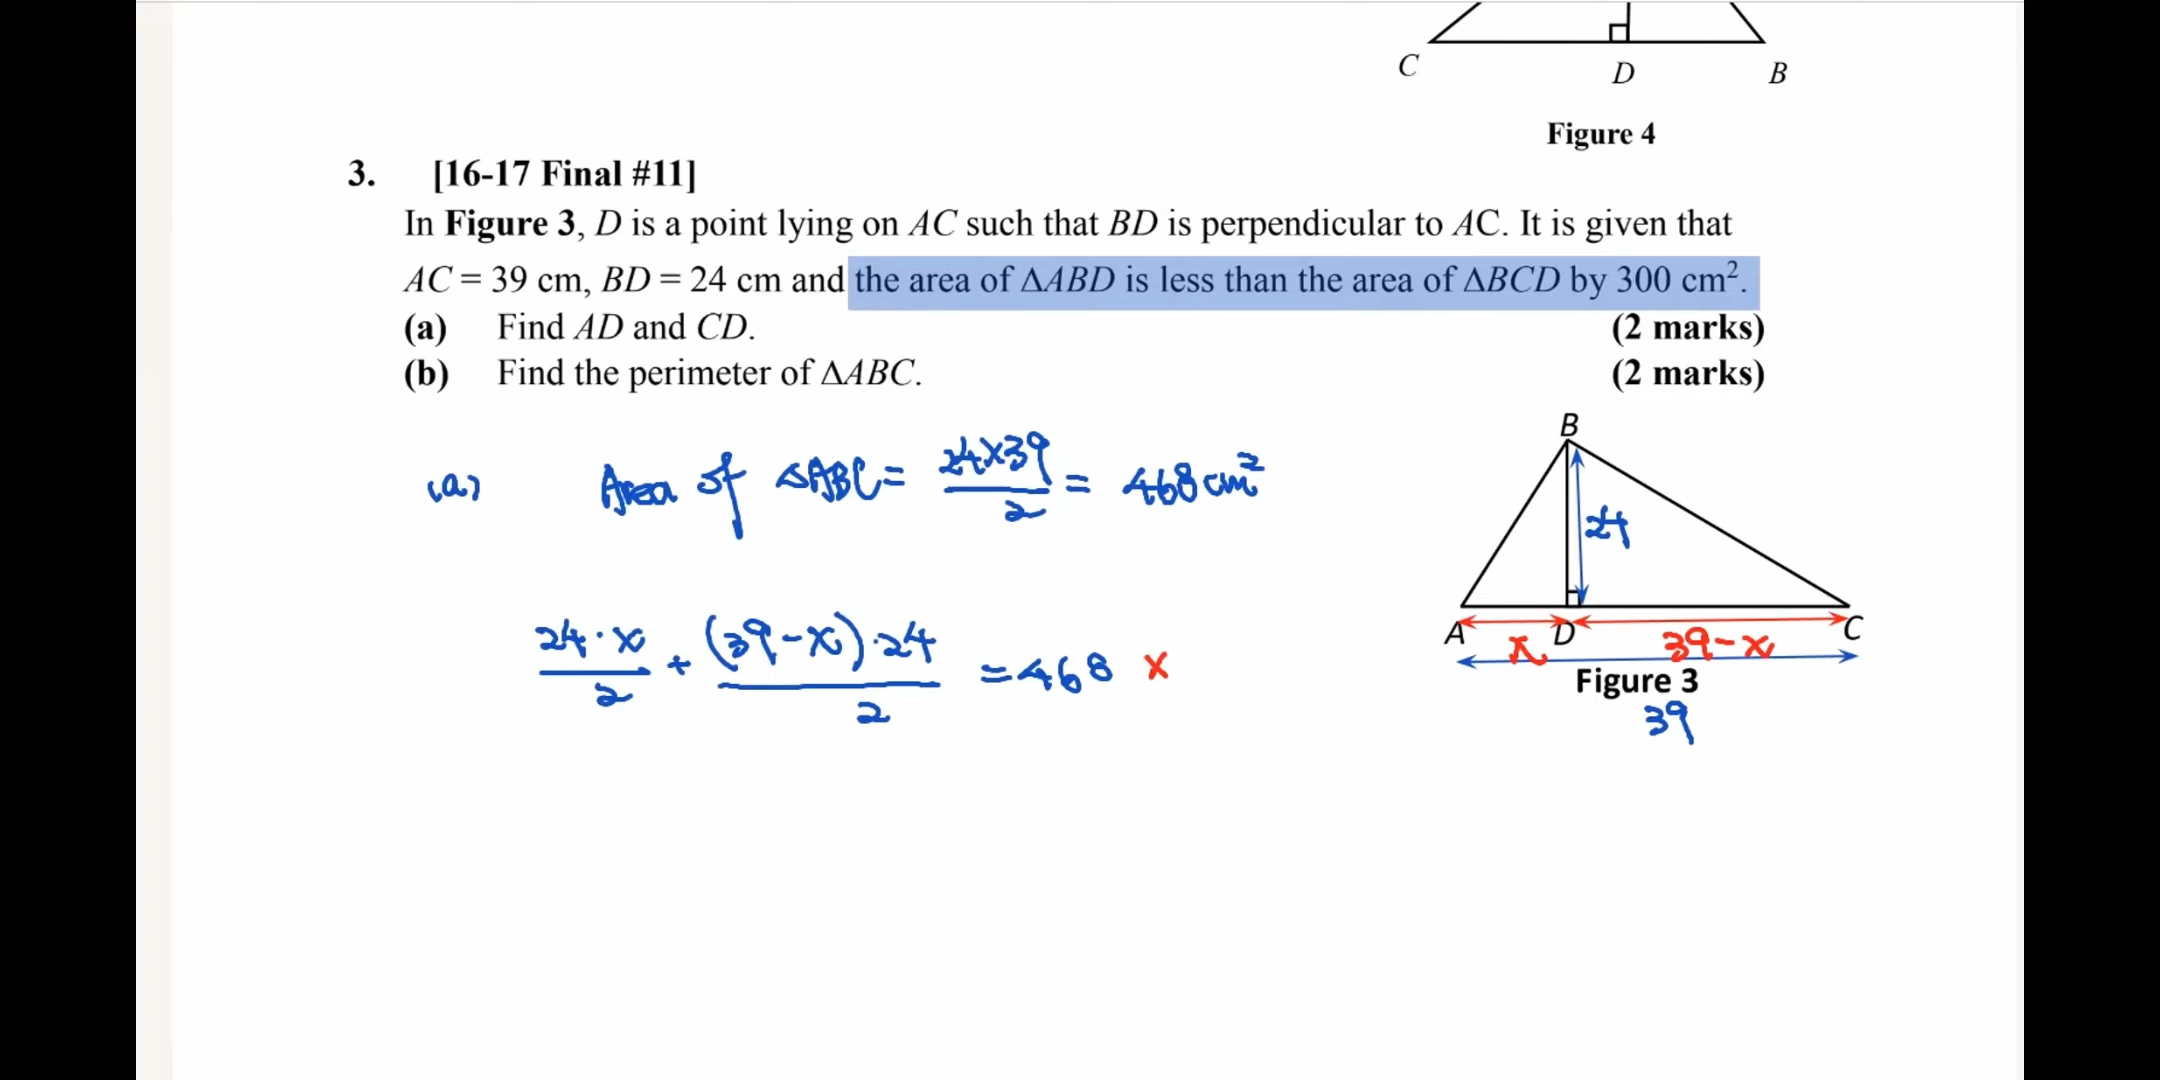 C
D
B
Figure 4
3. [16-17 Final #11]
In Figure 3, D is a point lying on AC such that BD is perpendicular to AC. It is given that
AC = 39 cm, BD = 24 cm and the area of ΔABD is less than the area of ΔBCD by 300 cm².
(a) Find AD and CD. (2 marks)
(b) Find the perimeter of ΔABC. (2 marks)
(a) Area of ΔABC = 24×39/2 = 468 cm²
24·x/2 + (39-x)·24/2 = 468 ×
B
24
A
D
C
x
39-x
Figure 3
39